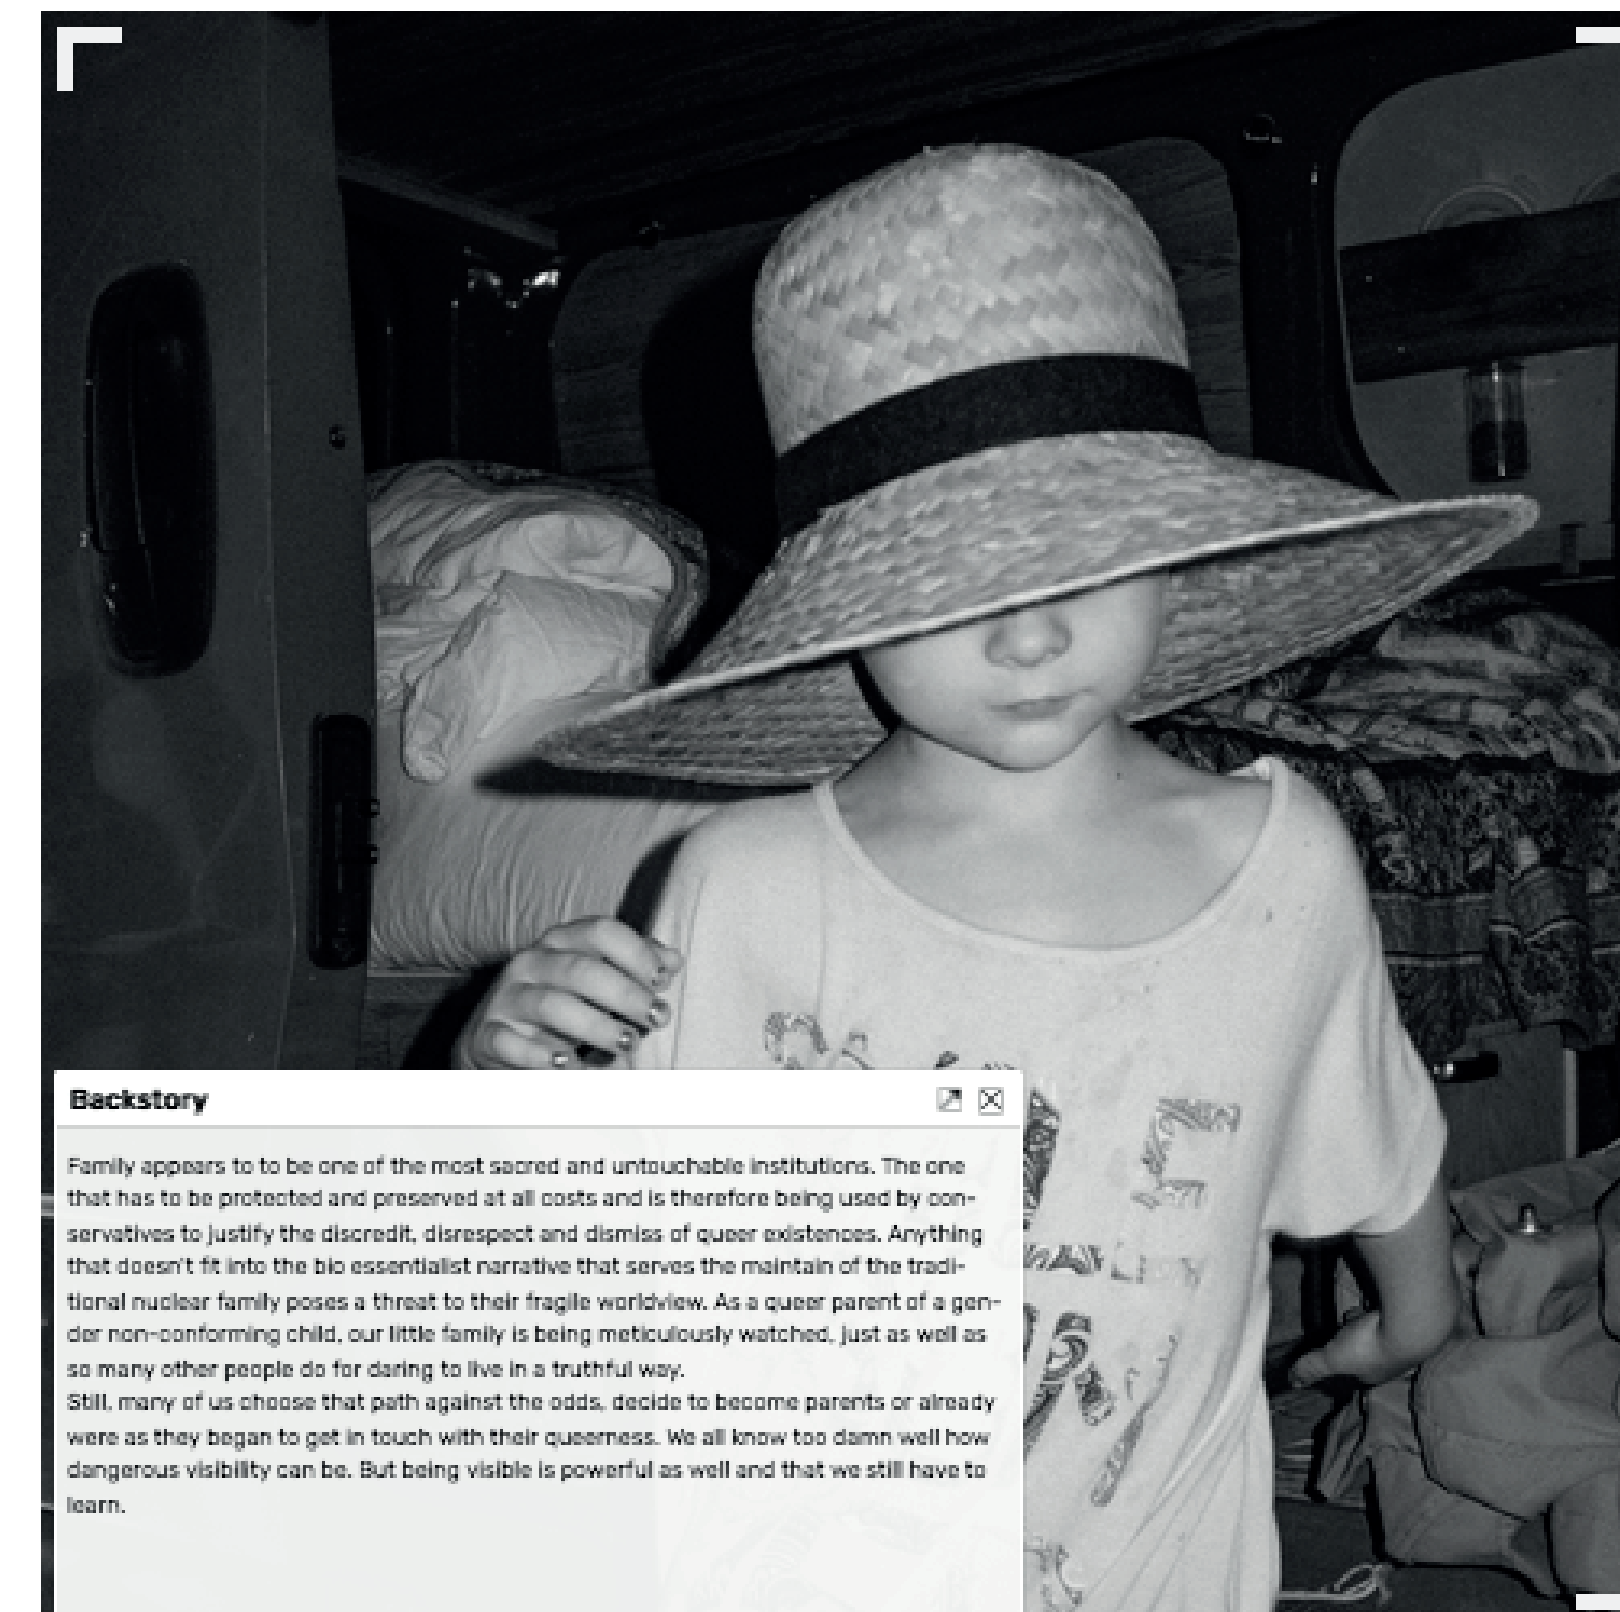 Backstory
Family appears to to be one of the most sacred and untouchable institutions. The one
that has to be protected and preserved at all costs and is therefore being used by con-
servatives to justify the discredit, disrespect and dismiss of queer existences. Anything
that doesn't fit into the bio essentialist narrative that serves the maintain of the tradi-
tional nuclear family poses a threat to their fragile worldview. As a queer parent of a gen-
der non-conforming child, our little family is being meticulously watched, just as well as
so many other people do for daring to live in a truthful way.
Still, many of us choose that path against the odds, decide to become parents or already
were as they began to get in touch with their queerness. We all know too damn well how
dangerous visibility can be. But being visible is powerful as well and that we still have to
learn.